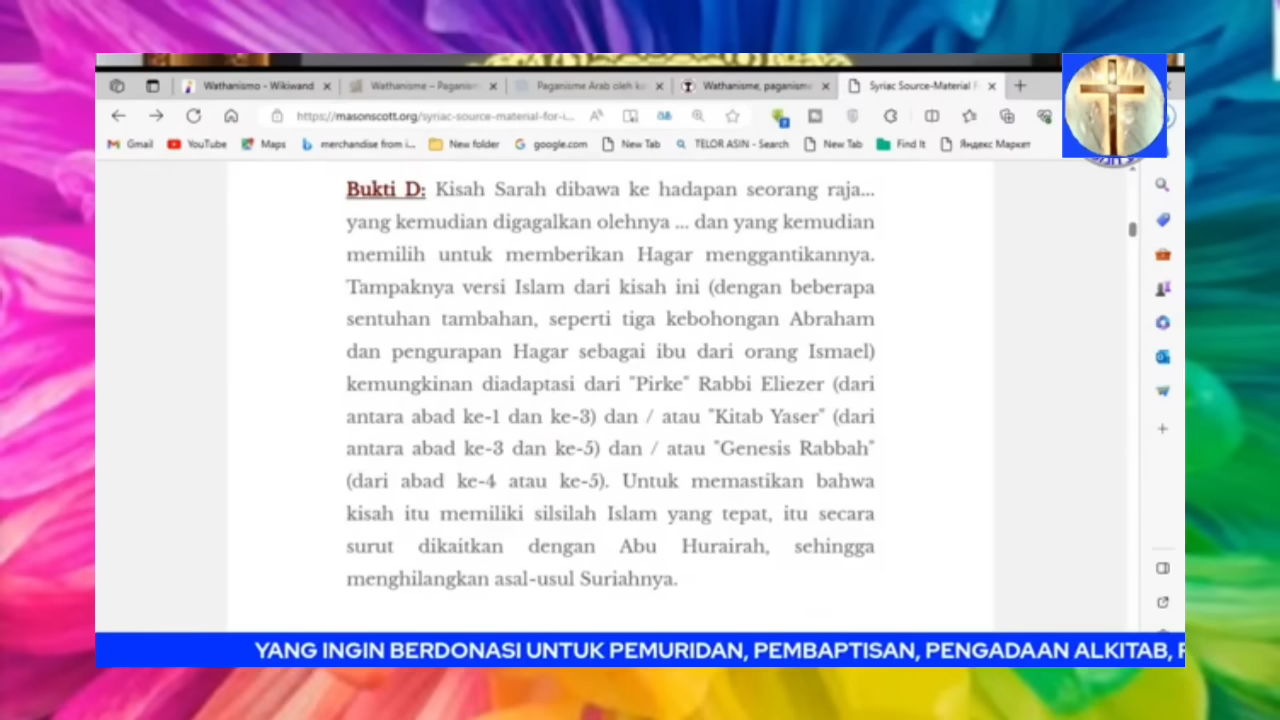 Wathanismo - Wikiwand
Wathanisme – Paganism
Paganisme Arab oleh k
Wathanisme, paganism
Syriac Source-Material F
https://masonscott.org/syriac-source-material-for-i...
Gmail
YouTube
Maps
merchandise from i...
New folder
google.com
New Tab
TELOR ASIN - Search
New Tab
Find It
Яндекс Маркет
Bukti D: Kisah Sarah dibawa ke hadapan seorang raja...
yang kemudian digagalkan olehnya ... dan yang kemudian
memilih untuk memberikan Hagar menggantikannya.
Tampaknya versi Islam dari kisah ini (dengan beberapa
sentuhan tambahan, seperti tiga kebohongan Abraham
dan pengurapan Hagar sebagai ibu dari orang Ismael)
kemungkinan diadaptasi dari "Pirke" Rabbi Eliezer (dari
antara abad ke-1 dan ke-3) dan / atau "Kitab Yaser" (dari
antara abad ke-3 dan ke-5) dan / atau "Genesis Rabbah"
(dari abad ke-4 atau ke-5). Untuk memastikan bahwa
kisah itu memiliki silsilah Islam yang tepat, itu secara
surut dikaitkan dengan Abu Hurairah, sehingga
menghilangkan asal-usul Suriahnya.
YANG INGIN BERDONASI UNTUK PEMURIDAN, PEMBAPTISAN, PENGADAAN ALKITAB,